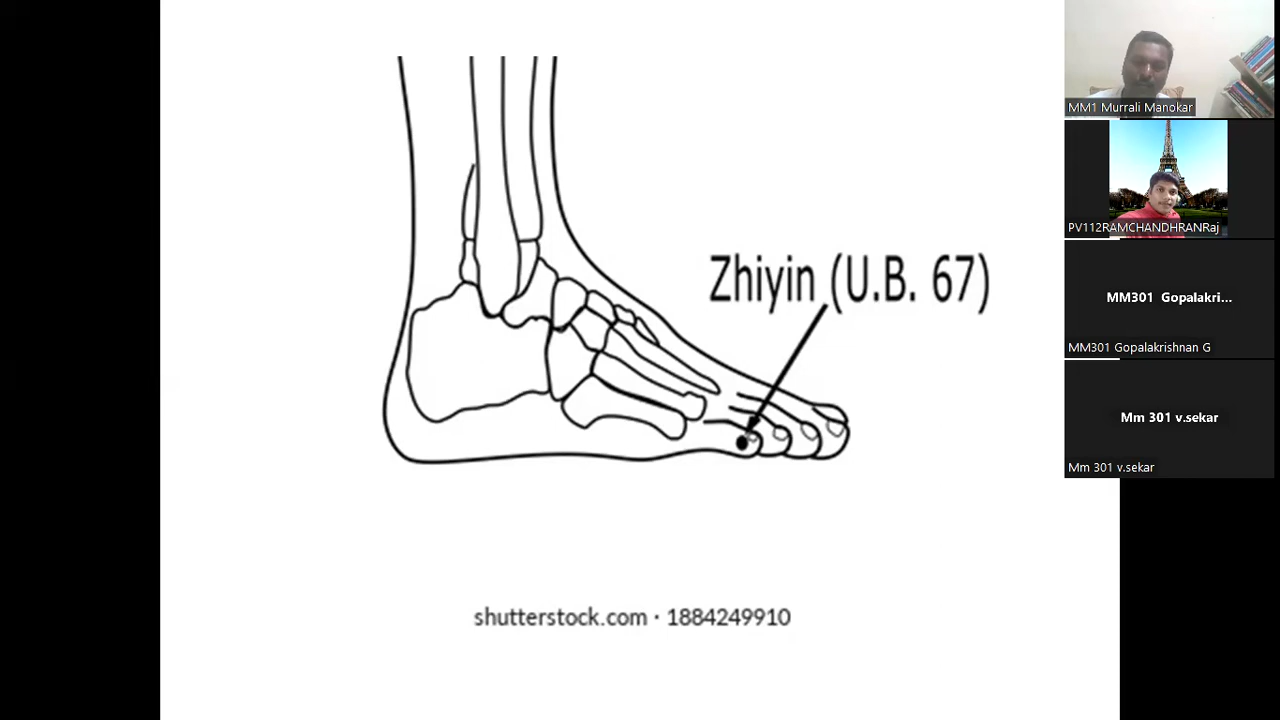 Zhiyin (U.B. 67)
shutterstock.com · 1884249910
MM1 Murrali Manokar
PV112RAMCHANDHRANRaj
MM301 Gopalakri...
MM301 Gopalakrishnan G
Mm 301 v.sekar
Mm 301 v.sekar